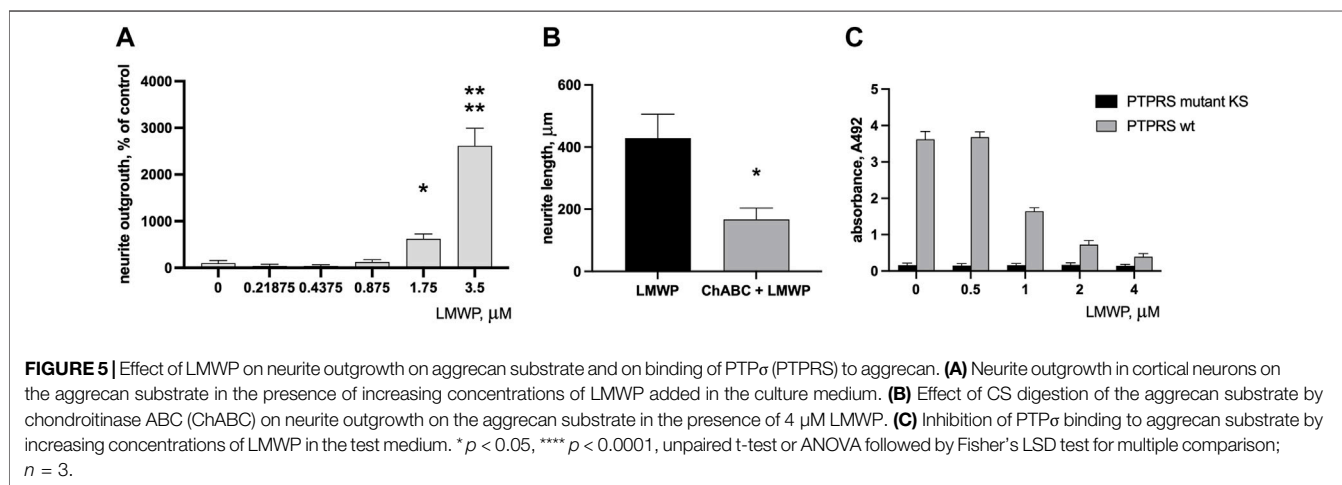 A
neurite outgrouth, % of control
4000
3000
2000
1000
0
*
**
**
0
0.21875
0.4375
0.875
1.75
3.5
LMWP, μM
B
neurite length, μm
600
400
200
0
*
LMWP
ChABC + LMWP
C
absorbance, A492
5
4
3
2
1
0
PTPRS mutant KS
PTPRS wt
0
0.5
1
2
4
LMWP, μM
FIGURE 5 | Effect of LMWP on neurite outgrowth on aggrecan substrate and on binding of PTPσ (PTPRS) to aggrecan. (A) Neurite outgrowth in cortical neurons on
the aggrecan substrate in the presence of increasing concentrations of LMWP added in the culture medium. (B) Effect of CS digestion of the aggrecan substrate by
chondroitinase ABC (ChABC) on neurite outgrowth on the aggrecan substrate in the presence of 4 μM LMWP. (C) Inhibition of PTPσ binding to aggrecan substrate by
increasing concentrations of LMWP in the test medium. *p < 0.05, ****p < 0.0001, unpaired t-test or ANOVA followed by Fisher's LSD test for multiple comparison;
n = 3.